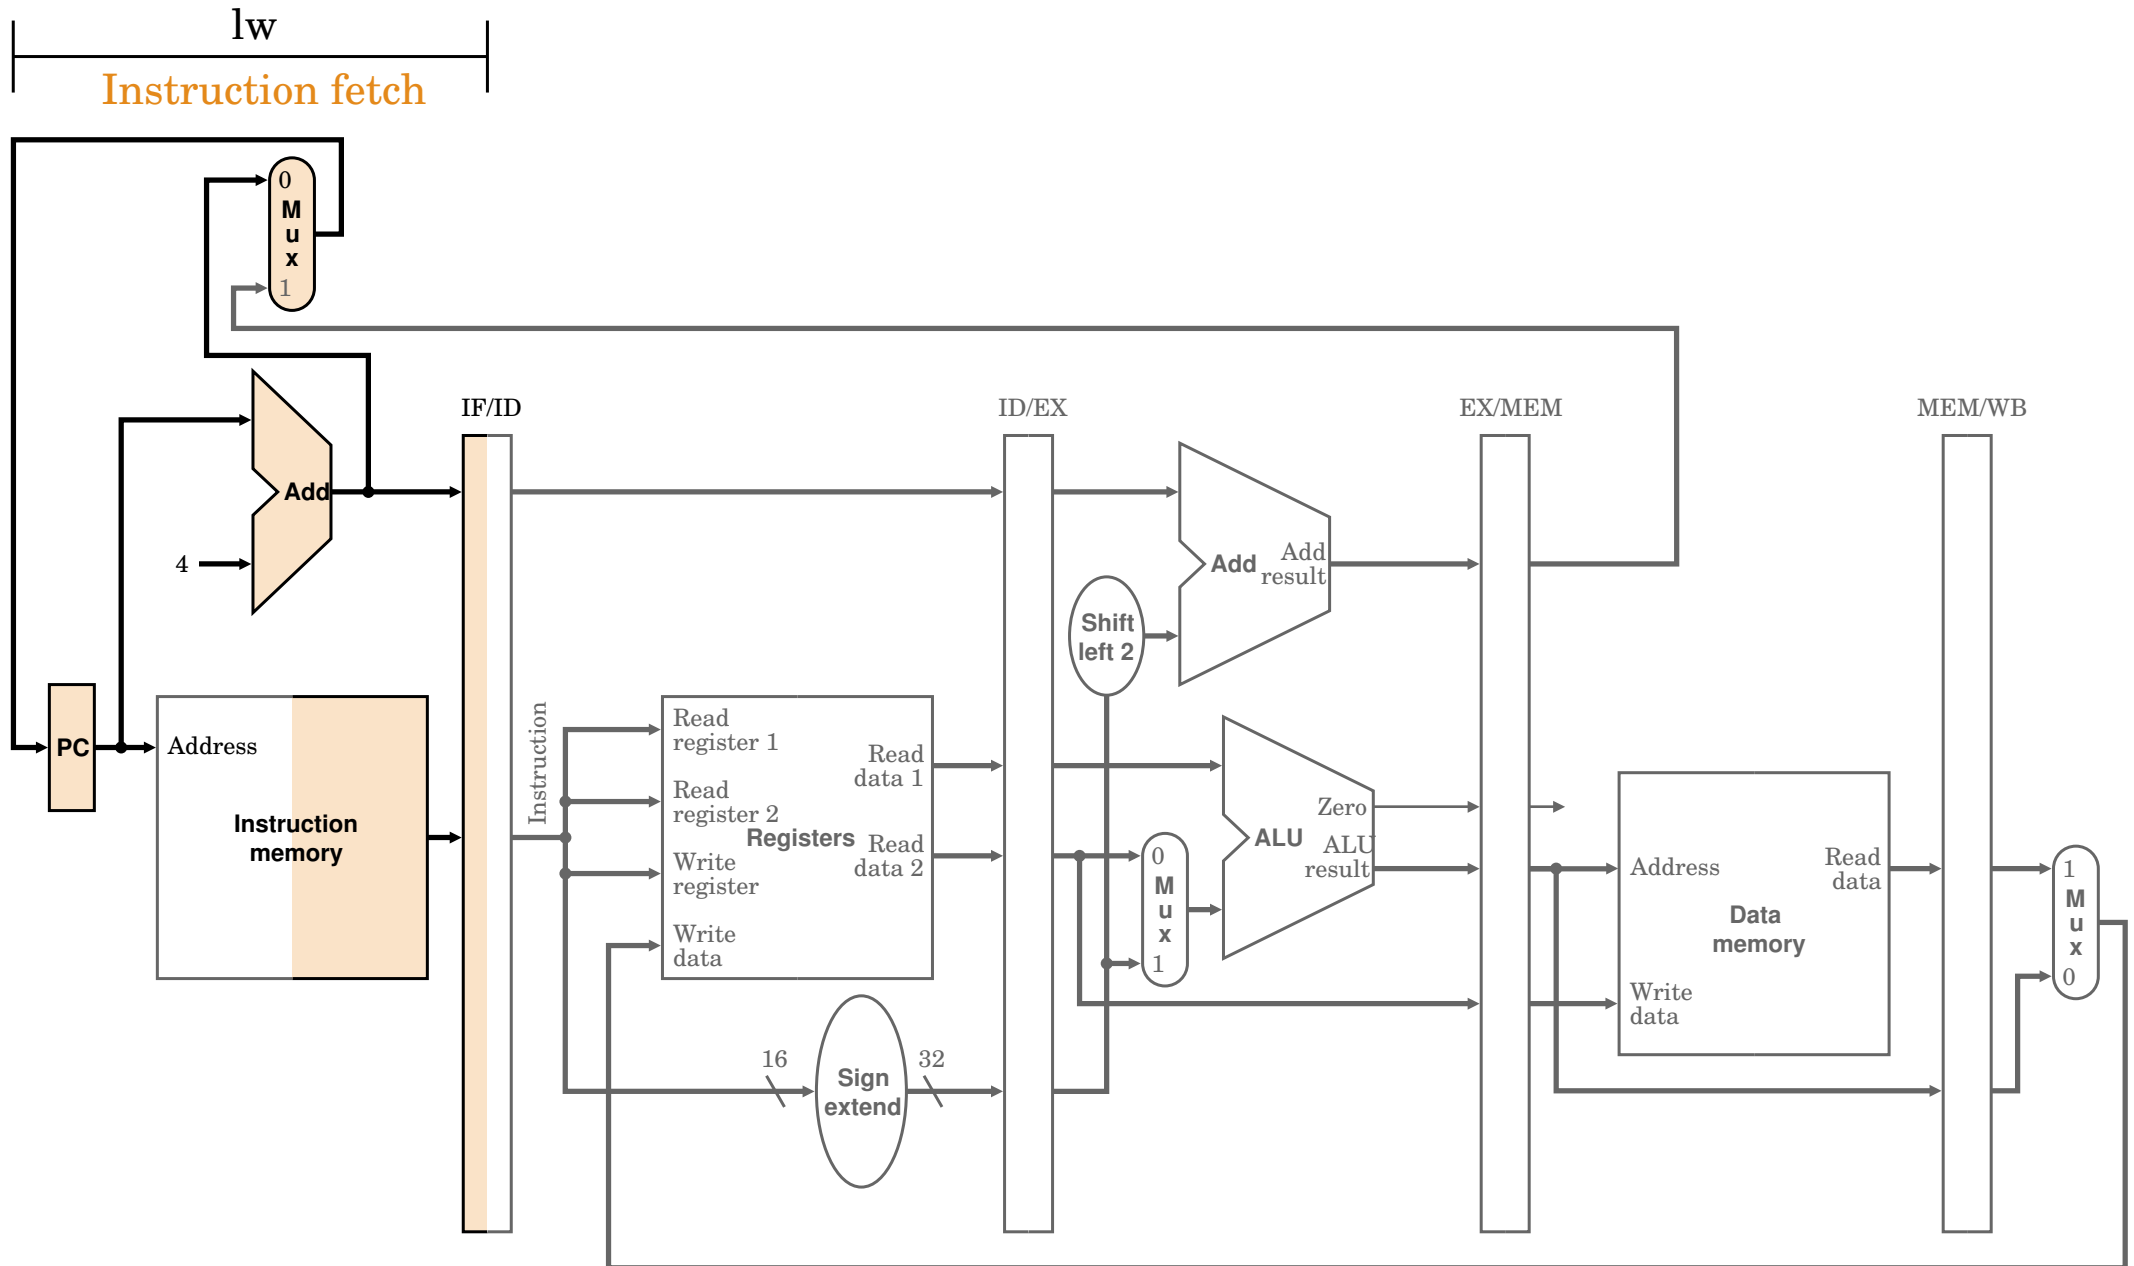 lw
Instruction fetch
0
M
u
x
1
Add
4
IF/ID
ID/EX
EX/MEM
MEM/WB
PC
Address
Instruction
memory
Instruction
Read
register 1
Read
register 2
Write
register
Write
data
Registers
Read
data 1
Read
data 2
16
Sign
extend
32
Shift
left 2
Add
Add
result
0
M
u
x
1
ALU
Zero
ALU
result
Address
Write
data
Data
memory
Read
data
1
M
u
x
0